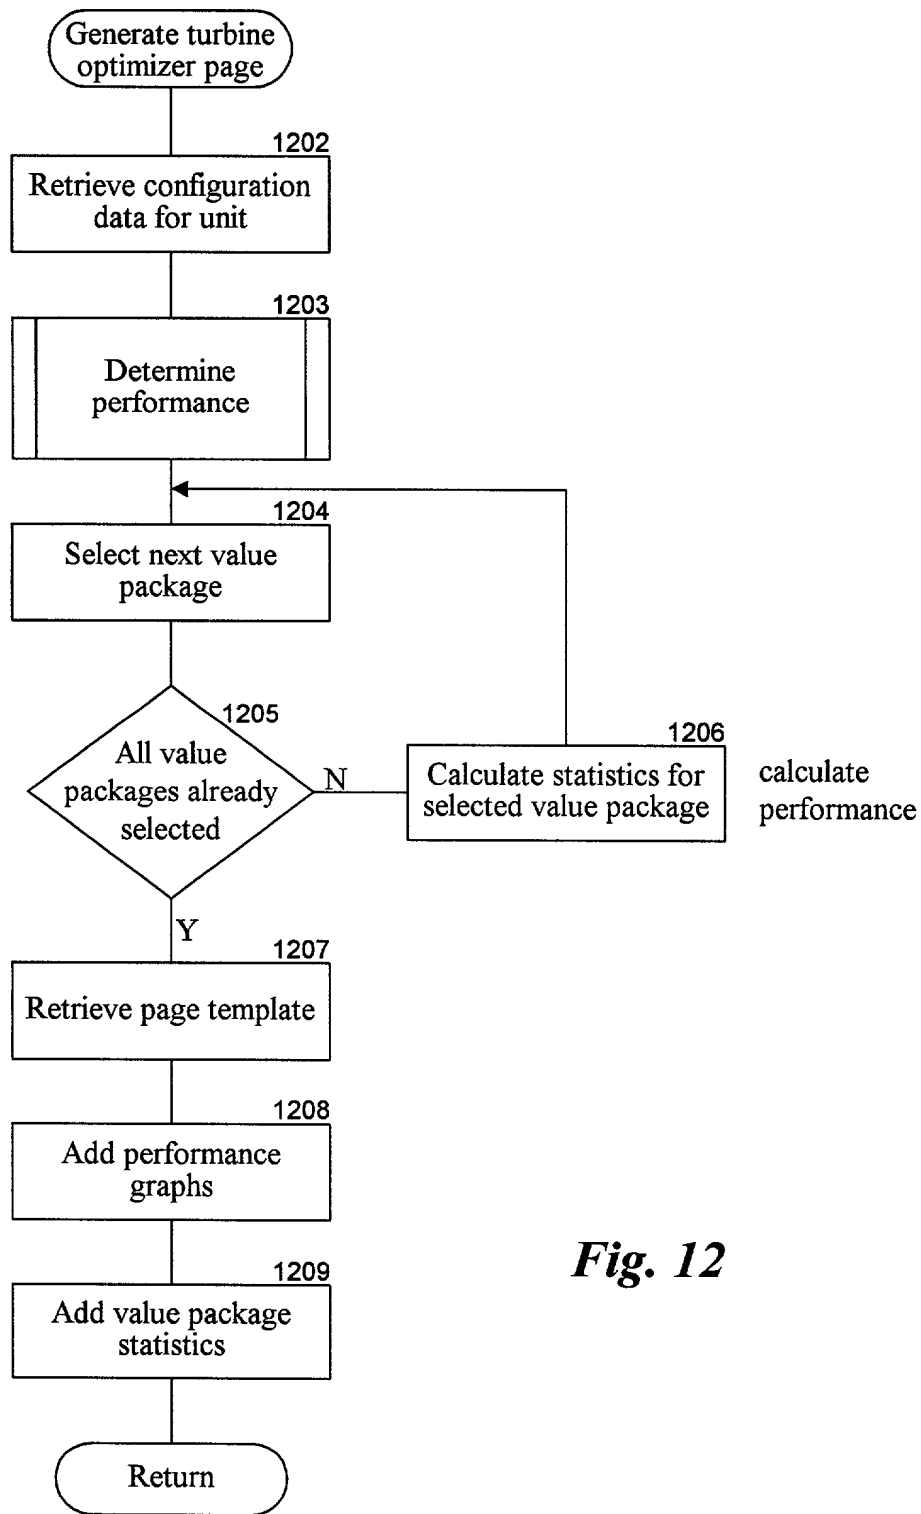 Generate turbine
optimizer page
1202
Retrieve configuration
data for unit
1203
Determine
performance
1204
Select next value
package
1205
All value
packages already
selected
N
1206
Calculate statistics for
selected value package
calculate
performance
Y
1207
Retrieve page template
1208
Add performance
graphs
1209
Add value package
statistics
Return
Fig. 12